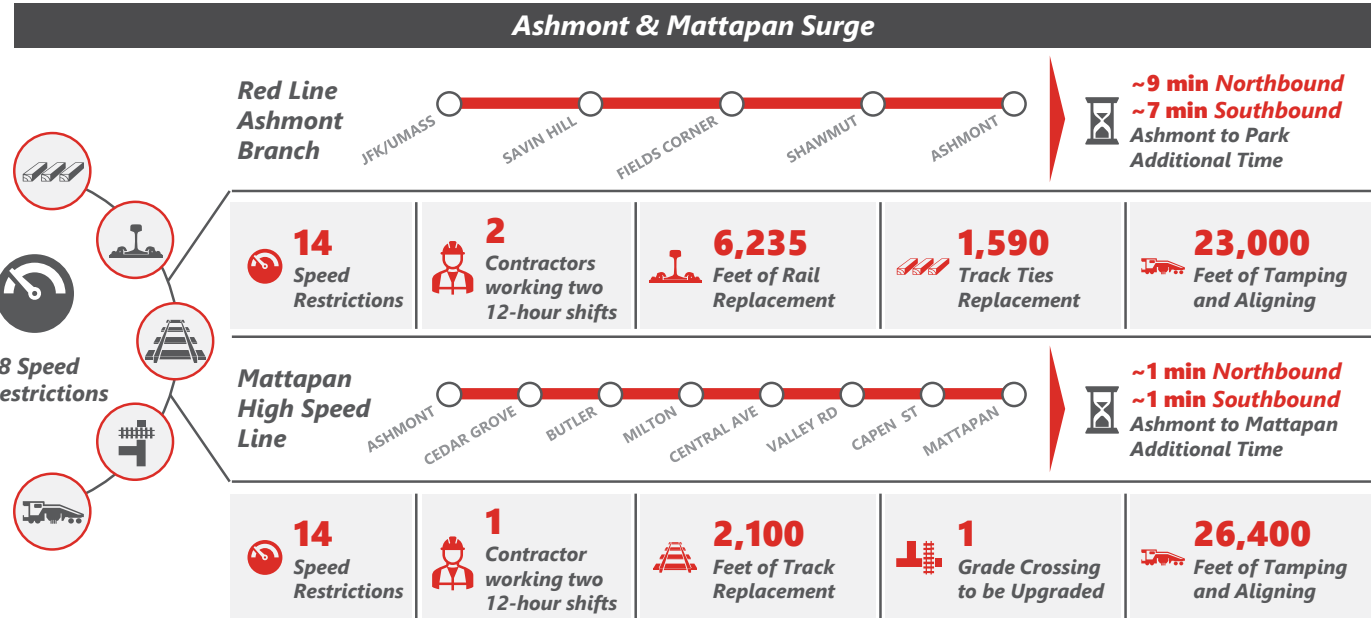 Ashmont & Mattapan Surge
Red Line
Ashmont
Branch
JFK/UMASS
SAVIN HILL
FIELDS CORNER
SHAWMUT
ASHMONT
~9 min Northbound
~7 min Southbound
Ashmont to Park
Additional Time
14
Speed
Restrictions
2
Contractors
working two
12-hour shifts
6,235
Feet of Rail
Replacement
1,590
Track Ties
Replacement
23,000
Feet of Tamping
and Aligning
8 Speed
estrictions
Mattapan
High Speed
Line
ASHMONT
CEDAR GROVE
BUTLER
MILTON
CENTRAL AVE
VALLEY RD
CAPEN ST
MATTAPAN
~1 min Northbound
~1 min Southbound
Ashmont to Mattapan
Additional Time
14
Speed
Restrictions
1
Contractor
working two
12-hour shifts
2,100
Feet of Track
Replacement
1
Grade Crossing
to be Upgraded
26,400
Feet of Tamping
and Aligning